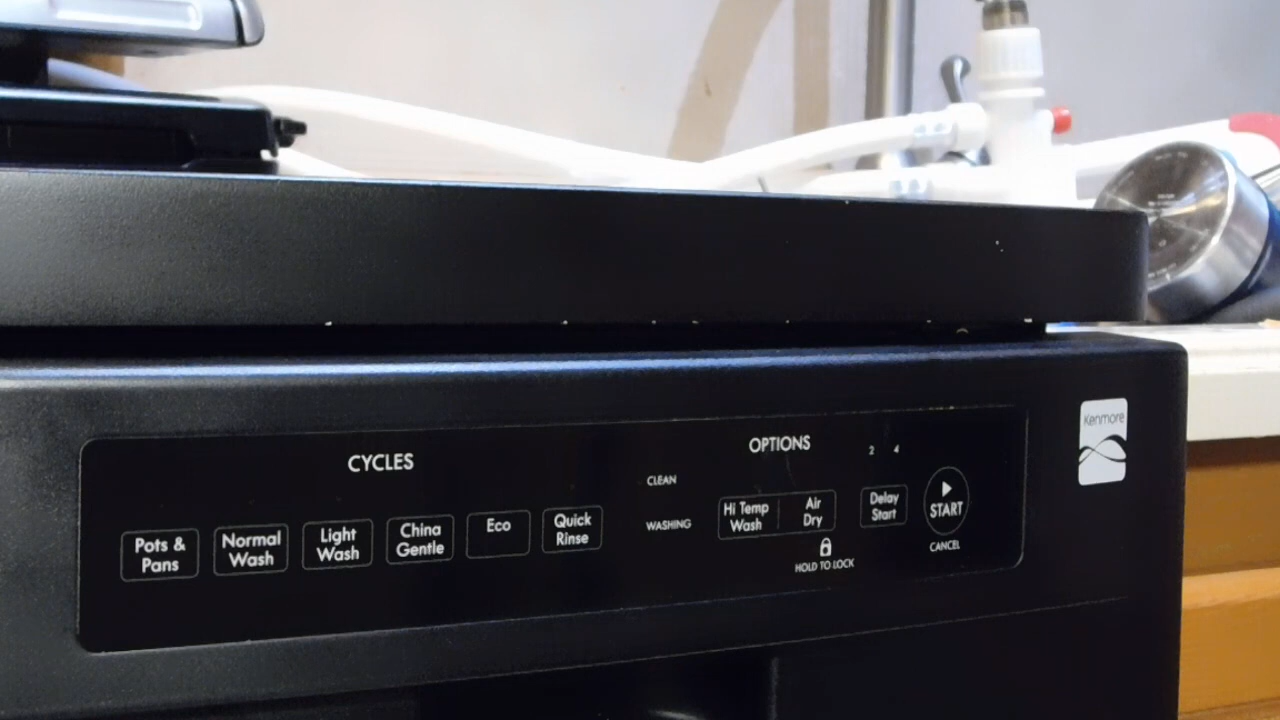 CYCLES
Pots &
Pans
Normal
Wash
Light
Wash
China
Gentle
Eco
Quick
Rinse
CLEAN
WASHING
OPTIONS
Hi Temp
Wash
Air
Dry
HOLD TO LOCK
2 4
Delay
Start
START
CANCEL
Kenmore